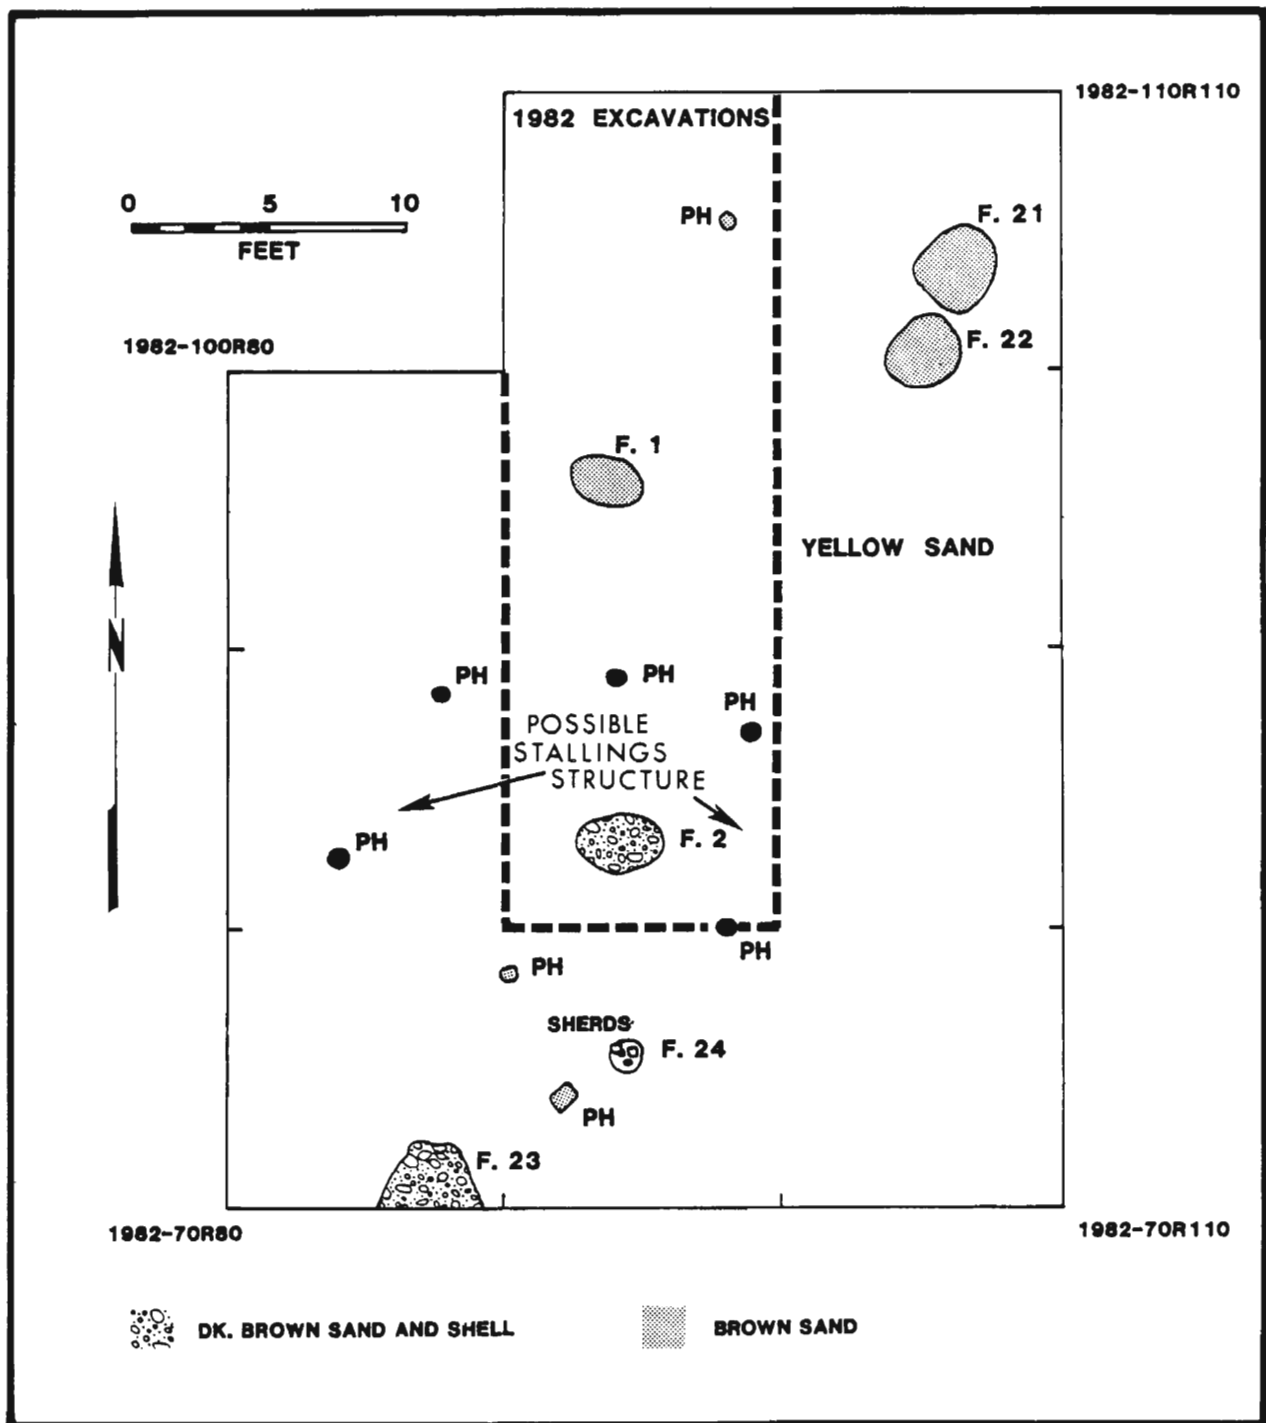 1982-110R110
1982 EXCAVATIONS
0 5 10
FEET
PH
F. 21
F. 22
1982-100R80
F. 1
YELLOW SAND
N
PH
PH
PH
POSSIBLE
STALLINGS
STRUCTURE
PH
F. 2
PH
PH
SHERDS
F. 24
PH
F. 23
1982-70R80
1982-70R110
DK. BROWN SAND AND SHELL
BROWN SAND